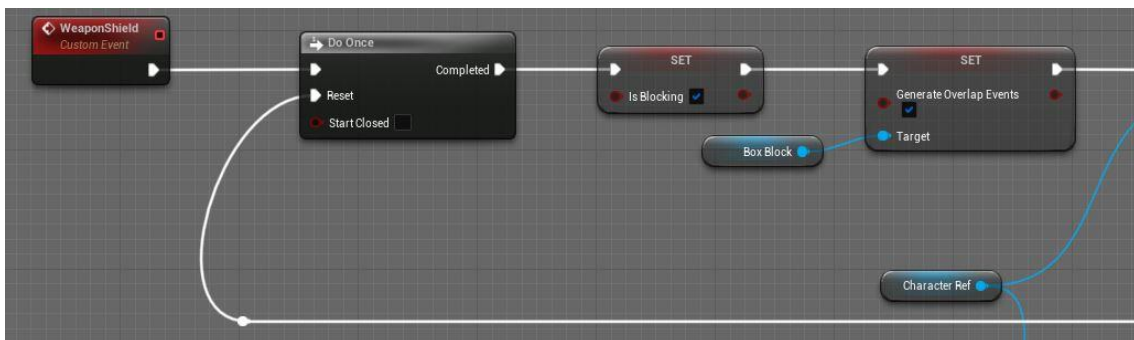 WeaponShield
Custom Event
Do Once
Completed
Reset
Start Closed
SET
Is Blocking
SET
Generate Overlap Events
Target
Box Block
Character Ref